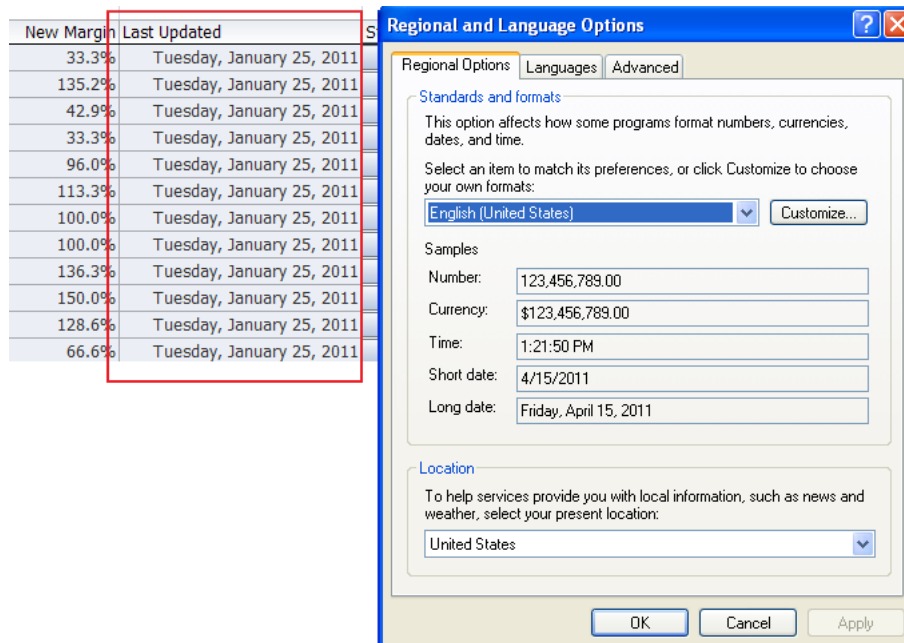 New Margin Last Updated S
33.3% Tuesday, January 25, 2011
135.2% Tuesday, January 25, 2011
42.9% Tuesday, January 25, 2011
33.3% Tuesday, January 25, 2011
96.0% Tuesday, January 25, 2011
113.3% Tuesday, January 25, 2011
100.0% Tuesday, January 25, 2011
100.0% Tuesday, January 25, 2011
136.3% Tuesday, January 25, 2011
150.0% Tuesday, January 25, 2011
128.6% Tuesday, January 25, 2011
66.6% Tuesday, January 25, 2011
Regional and Language Options
Regional Options Languages Advanced
Standards and formats
This option affects how some programs format numbers, currencies,
dates, and time.
Select an item to match its preferences, or click Customize to choose
your own formats:
English (United States) Customize...
Samples
Number: 123,456,789.00
Currency: $123,456,789.00
Time: 1:21:50 PM
Short date: 4/15/2011
Long date: Friday, April 15, 2011
Location
To help services provide you with local information, such as news and
weather, select your present location:
United States
OK Cancel Apply